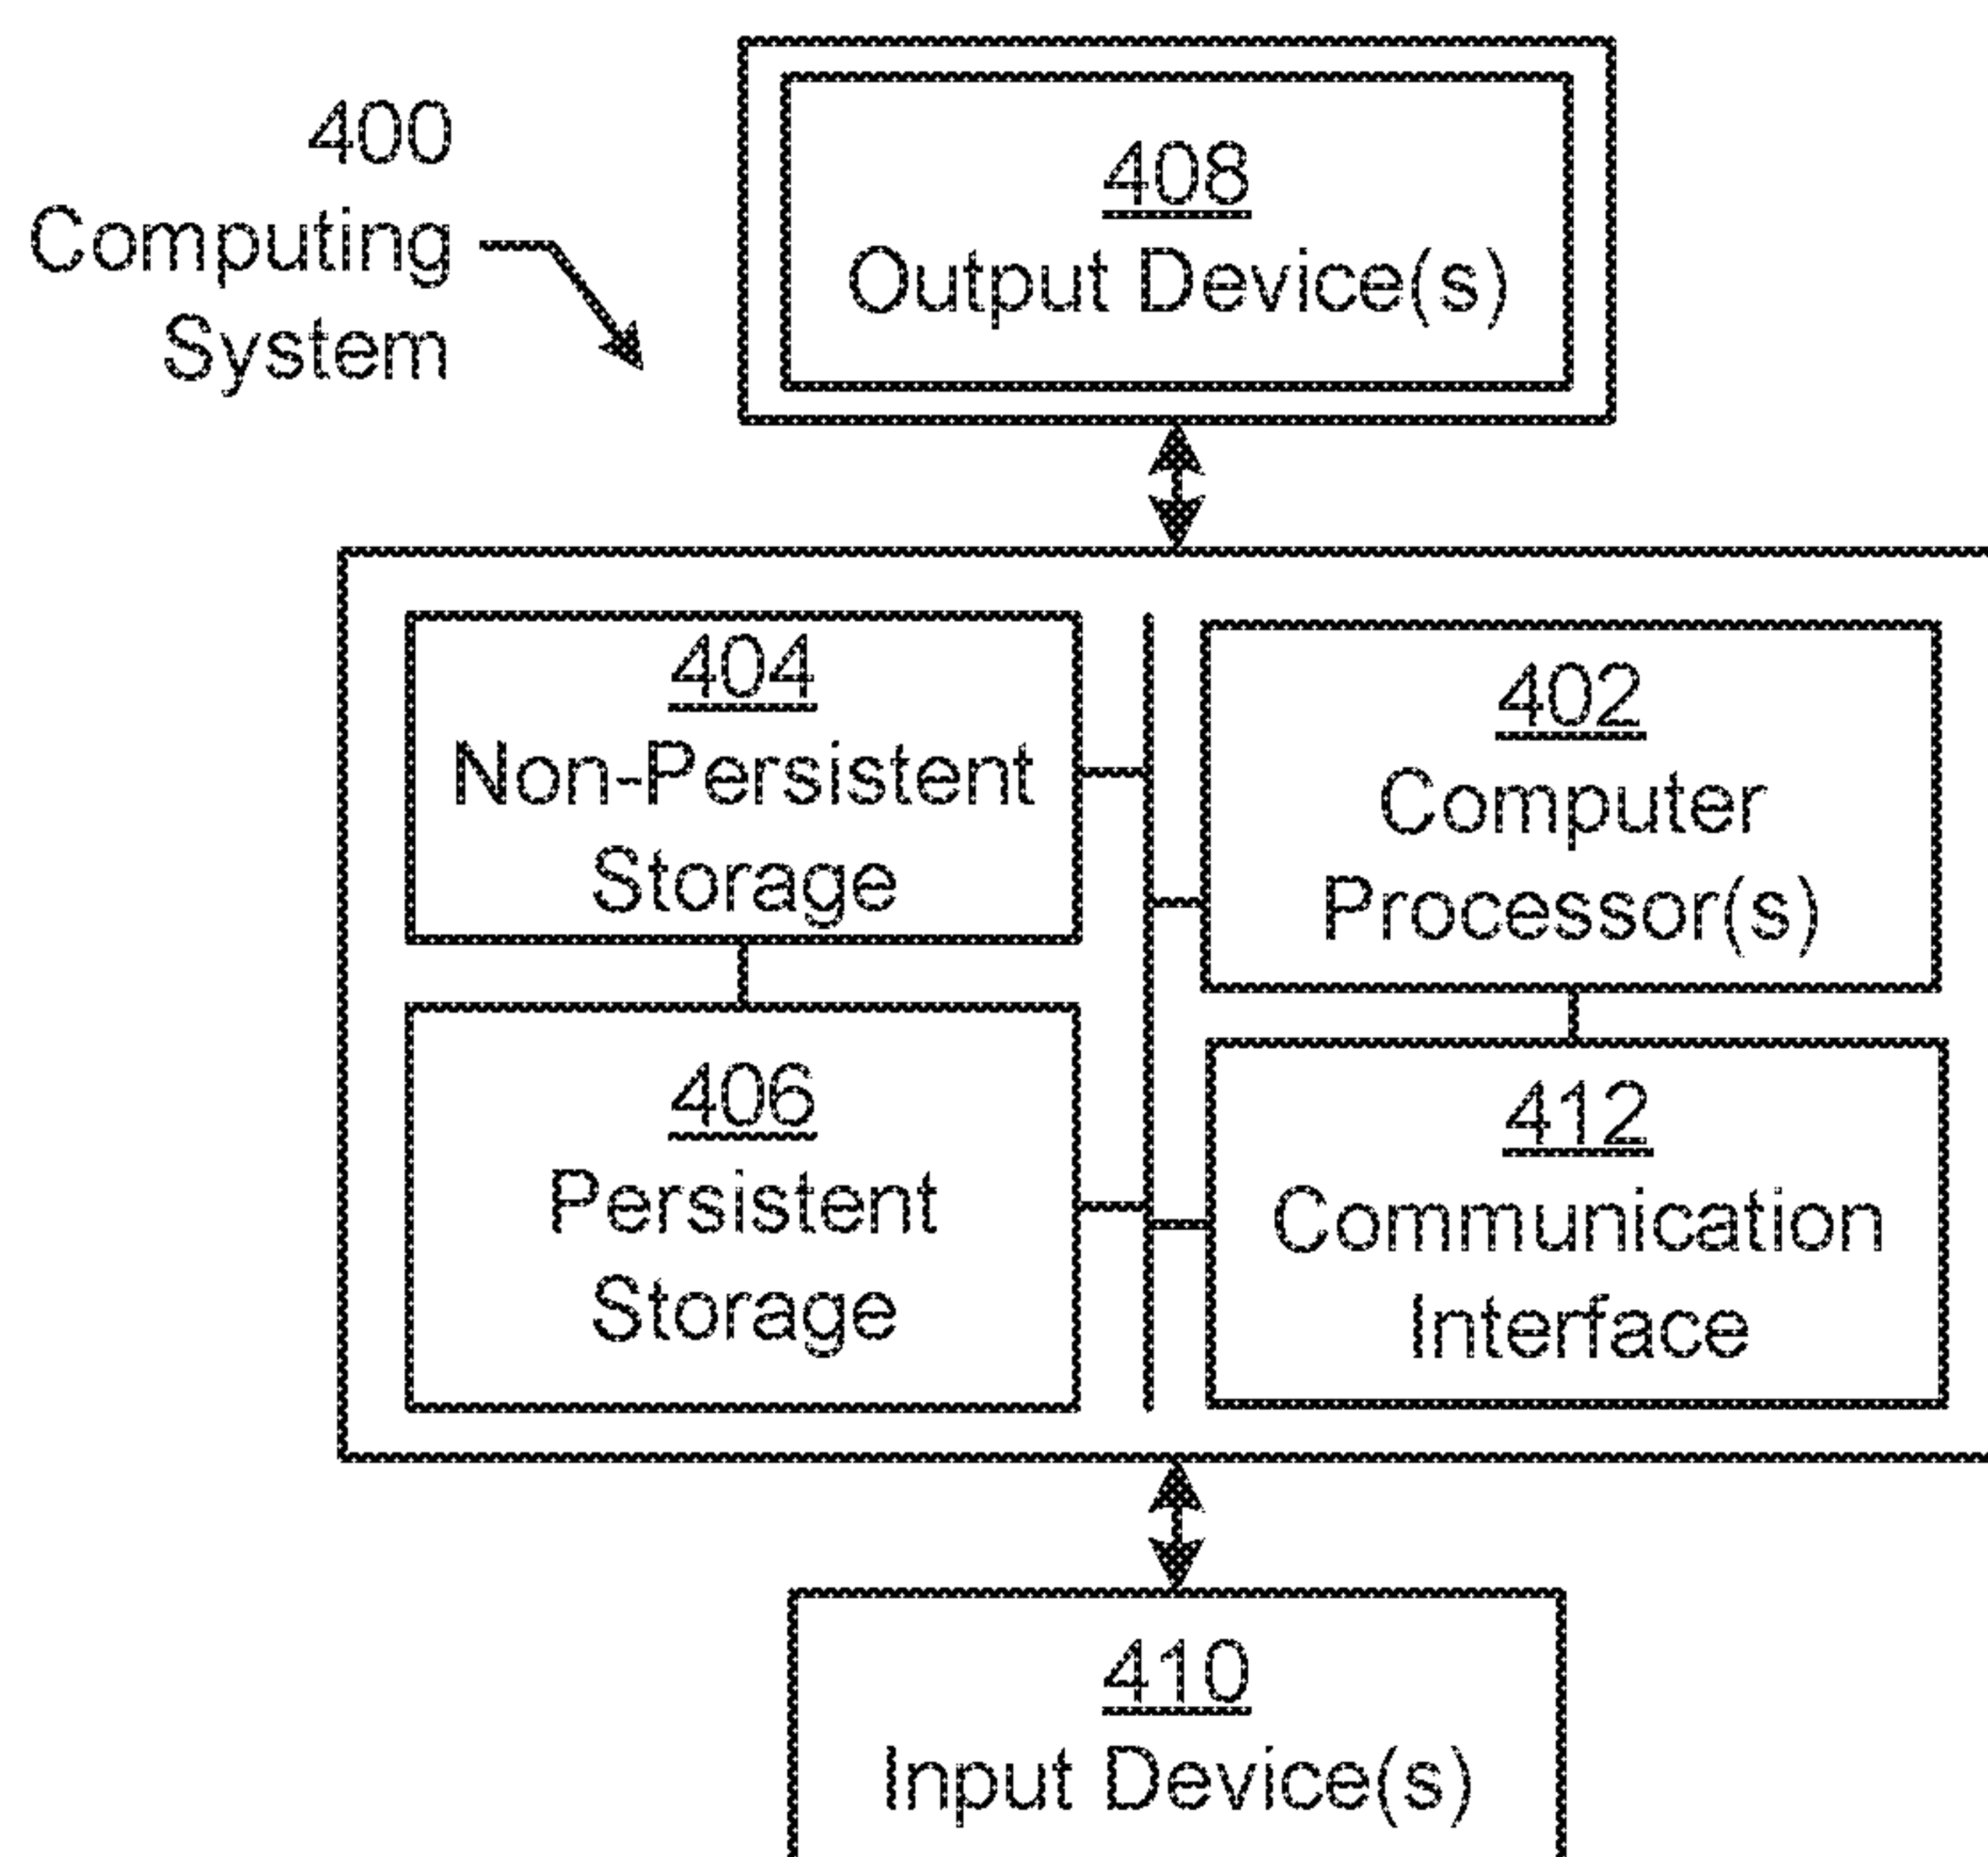 400
Computing
System
408
Output Device(s)
404
Non-Persistent
Storage
402
Computer
Processor(s)
406
Persistent
Storage
412
Communication
Interface
410
Input Device(s)